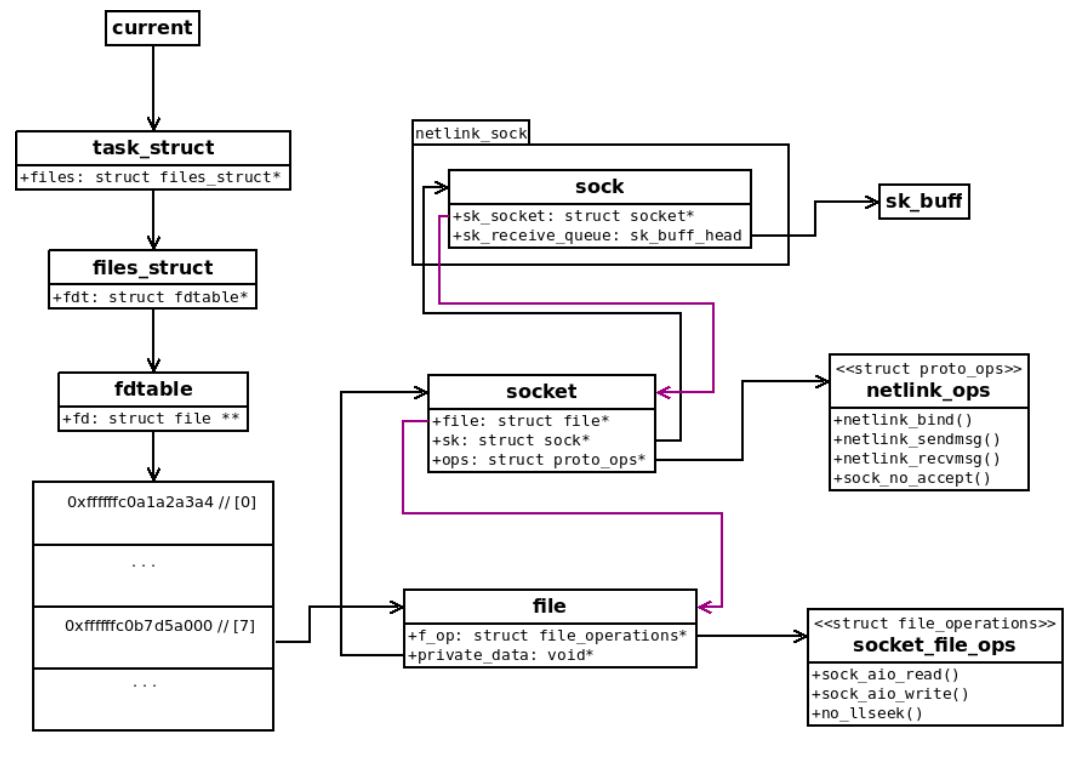 current
task_struct
+files: struct files_struct*
files_struct
+fdt: struct fdtable*
fdtable
+fd: struct file **
0xffffffc0a1a2a3a4 // [0]
...
0xffffffc0b7d5a000 // [7]
...
netlink_sock
sock
+sk_socket: struct socket*
+sk_receive_queue: sk_buff_head
sk_buff
socket
+file: struct file*
+sk: struct sock*
+ops: struct proto_ops*
<<struct proto_ops>>
netlink_ops
+netlink_bind()
+netlink_sendmsg()
+netlink_recvmsg()
+sock_no_accept()
file
+f_op: struct file_operations*
+private_data: void*
<<struct file_operations>>
socket_file_ops
+sock_aio_read()
+sock_aio_write()
+no_llseek()